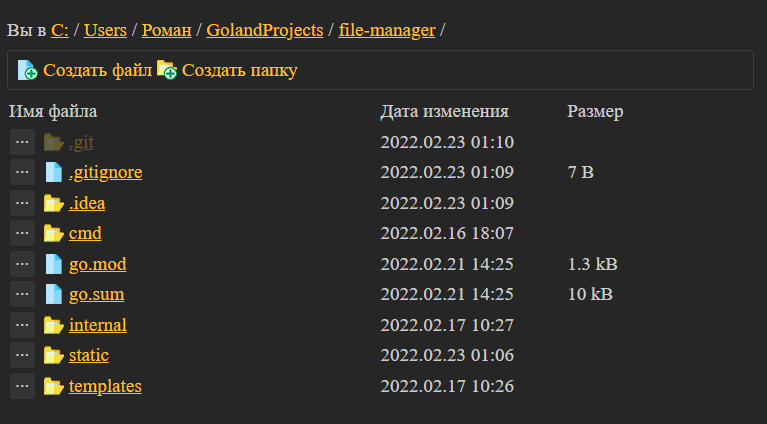 Вы в C: / Users / Роман / GolandProjects / file-manager /
Создать файл Создать папку
Имя файла Дата изменения Размер
... .git 2022.02.23 01:10
... .gitignore 2022.02.23 01:09 7 B
... .idea 2022.02.23 01:09
... cmd 2022.02.16 18:07
... go.mod 2022.02.21 14:25 1.3 kB
... go.sum 2022.02.21 14:25 10 kB
... internal 2022.02.17 10:27
... static 2022.02.23 01:06
... templates 2022.02.17 10:26